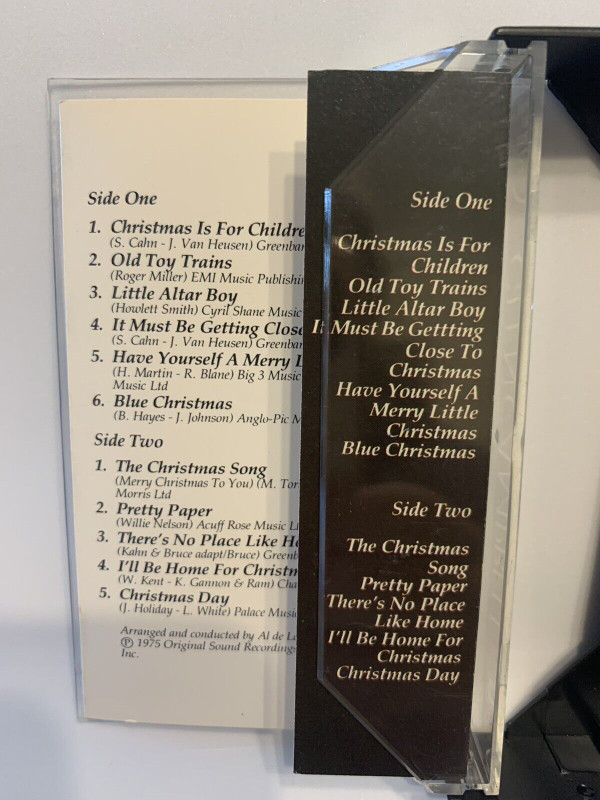 Side One
1. Christmas Is For Childre
(S. Cahn - J. Van Heusen) Greenbar
2. Old Toy Trains
(Roger Miller) EMI Music Publishin
3. Little Altar Boy
(Howlett Smith) Cyril Shane Music
4. It Must Be Getting Close
(S. Cahn - J. Van Heusen) Greenbar
5. Have Yourself A Merry L
(H. Martin - R. Blane) Big 3 Music
Music Ltd
6. Blue Christmas
(B. Hayes - J. Johnson) Anglo-Pic M
Side Two
1. The Christmas Song
(Merry Christmas To You) (M. Tor
Morris Ltd
2. Pretty Paper
(Willie Nelson) Acuff Rose Music L
3. There's No Place Like H
(Kahn & Bruce adapt/Bruce) Greenb
4. I'll Be Home For Christm
(W. Kent - K. Gannon & Ram) Cha
5. Christmas Day
(J. Holiday - L. White) Palace Music
Arranged and conducted by Al de L
Ⓟ 1975 Original Sound Recordings
Inc.
Side One
Christmas Is For
Children
Old Toy Trains
Little Altar Boy
It Must Be Gettting
Close To
Christmas
Have Yourself A
Merry Little
Christmas
Blue Christmas
Side Two
The Christmas
Song
Pretty Paper
There's No Place
Like Home
I'll Be Home For
Christmas
Christmas Day